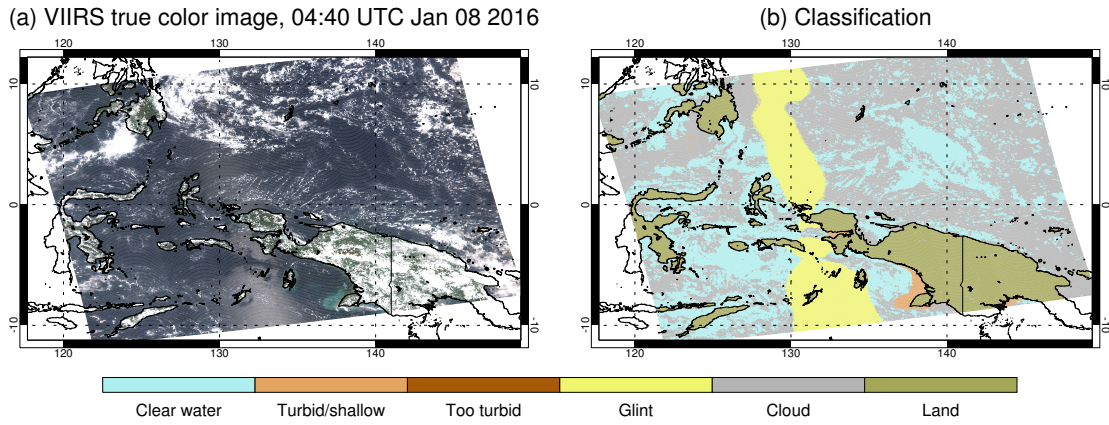 (a) VIIRS true color image, 04:40 UTC Jan 08 2016
(b) Classification
120 130 140
120 130 140
10 10
0 0
-10 -10
120 130 140
120 130 140
10 10
0 0
-10 -10
Clear water Turbid/shallow Too turbid Glint Cloud Land